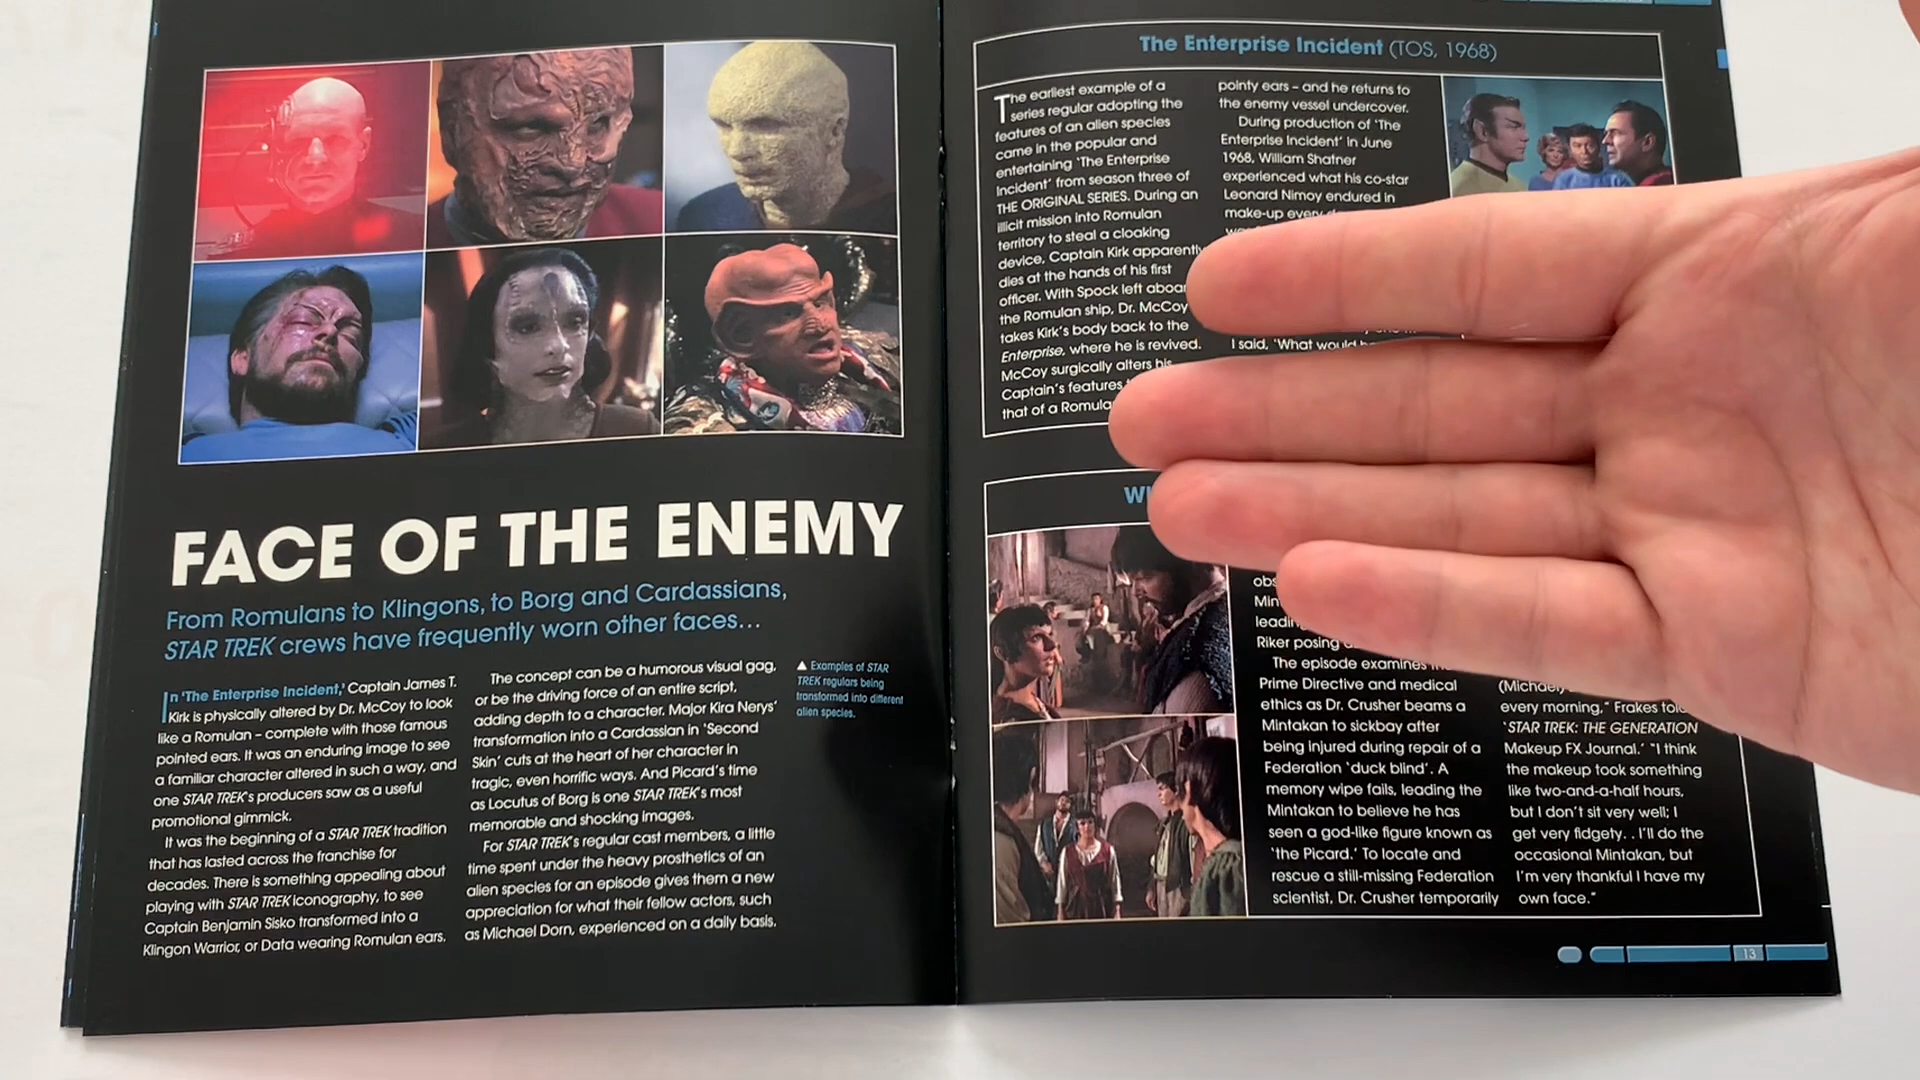 FACE OF THE ENEMY
From Romulans to Klingons, to Borg and Cardassians,
STAR TREK crews have frequently worn other faces...
In 'The Enterprise Incident,' Captain James T.
Kirk is physically altered by Dr. McCoy to look
like a Romulan – complete with those famous
pointed ears. It was an enduring image to see
a familiar character altered in such a way, and
one STAR TREK's producers saw as a useful
promotional gimmick.
It was the beginning of a STAR TREK tradition
that has lasted across the franchise for
decades. There is something appealing about
playing with STAR TREK iconography, to see
Captain Benjamin Sisko transformed into a
Klingon Warrior, or Data wearing Romulan ears.
The concept can be a humorous visual gag,
or be the driving force of an entire script,
adding depth to a character. Major Kira Nerys'
transformation into a Cardassian in 'Second
Skin' cuts at the heart of her character in
tragic, even horrific ways. And Picard's time
as Locutus of Borg is one STAR TREK's most
memorable and shocking images.
For STAR TREK's regular cast members, a little
time spent under the heavy prosthetics of an
alien species for an episode gives them a new
appreciation for what their fellow actors, such
as Michael Dorn, experienced on a daily basis.
▲ Examples of STAR
TREK regulars being
transformed into different
alien species.
The Enterprise Incident (TOS, 1968)
The earliest example of a
series regular adopting the
features of an alien species
came in the popular and
entertaining 'The Enterprise
Incident' from season three of
THE ORIGINAL SERIES. During an
illicit mission into Romulan
territory to steal a cloaking
device, Captain Kirk apparently
dies at the hands of his first
officer. With Spock left
the Romulan ship, Dr. McCoy
takes Kirk's body back to the
Enterprise, where he is revived.
McCoy surgically alters his
Captain's features
that of a
pointy ears – and he returns to
the enemy vessel undercover.
During production of 'The
Enterprise Incident' in June
1968, William Shatner
experienced what his co-star
Leonard Nimoy endured in
make-up every
I said, 'What would
Riker posing
The episode examines
Prime Directive and medical
ethics as Dr. Crusher beams a
Mintakan to sickbay after
being injured during repair of a
Federation 'duck blind'. A
memory wipe fails, leading the
Mintakan to believe he has
seen a god-like figure known as
'the Picard.' To locate and
rescue a still-missing Federation
scientist, Dr. Crusher temporarily
(Michael
every morning," Frakes told
'STAR TREK: THE GENERATION
Makeup FX Journal.' "I think
the makeup took something
like two-and-a-half hours,
but I don't sit very well; I
get very fidgety. . I'll do the
occasional Mintakan, but
I'm very thankful I have my
own face."
13